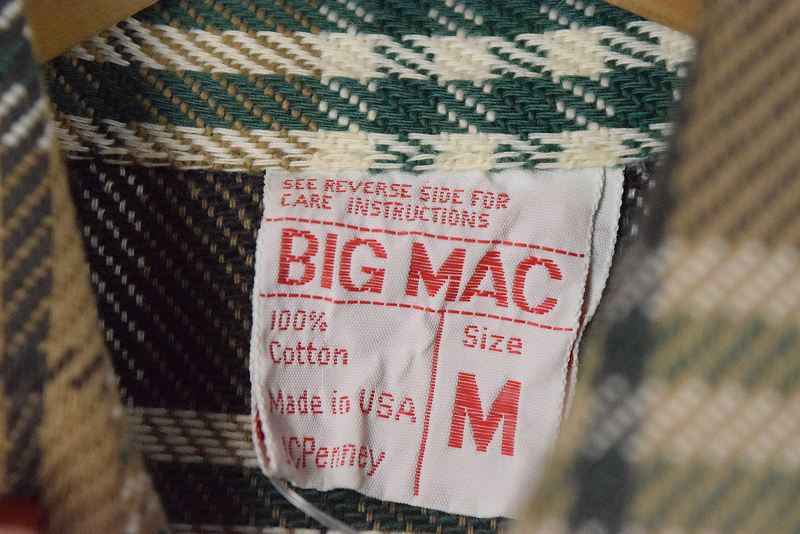 SEE REVERSE SIDE FOR
CARE INSTRUCTIONS
BIG MAC
100%
Cotton
Made in USA
JCPenney
Size
M